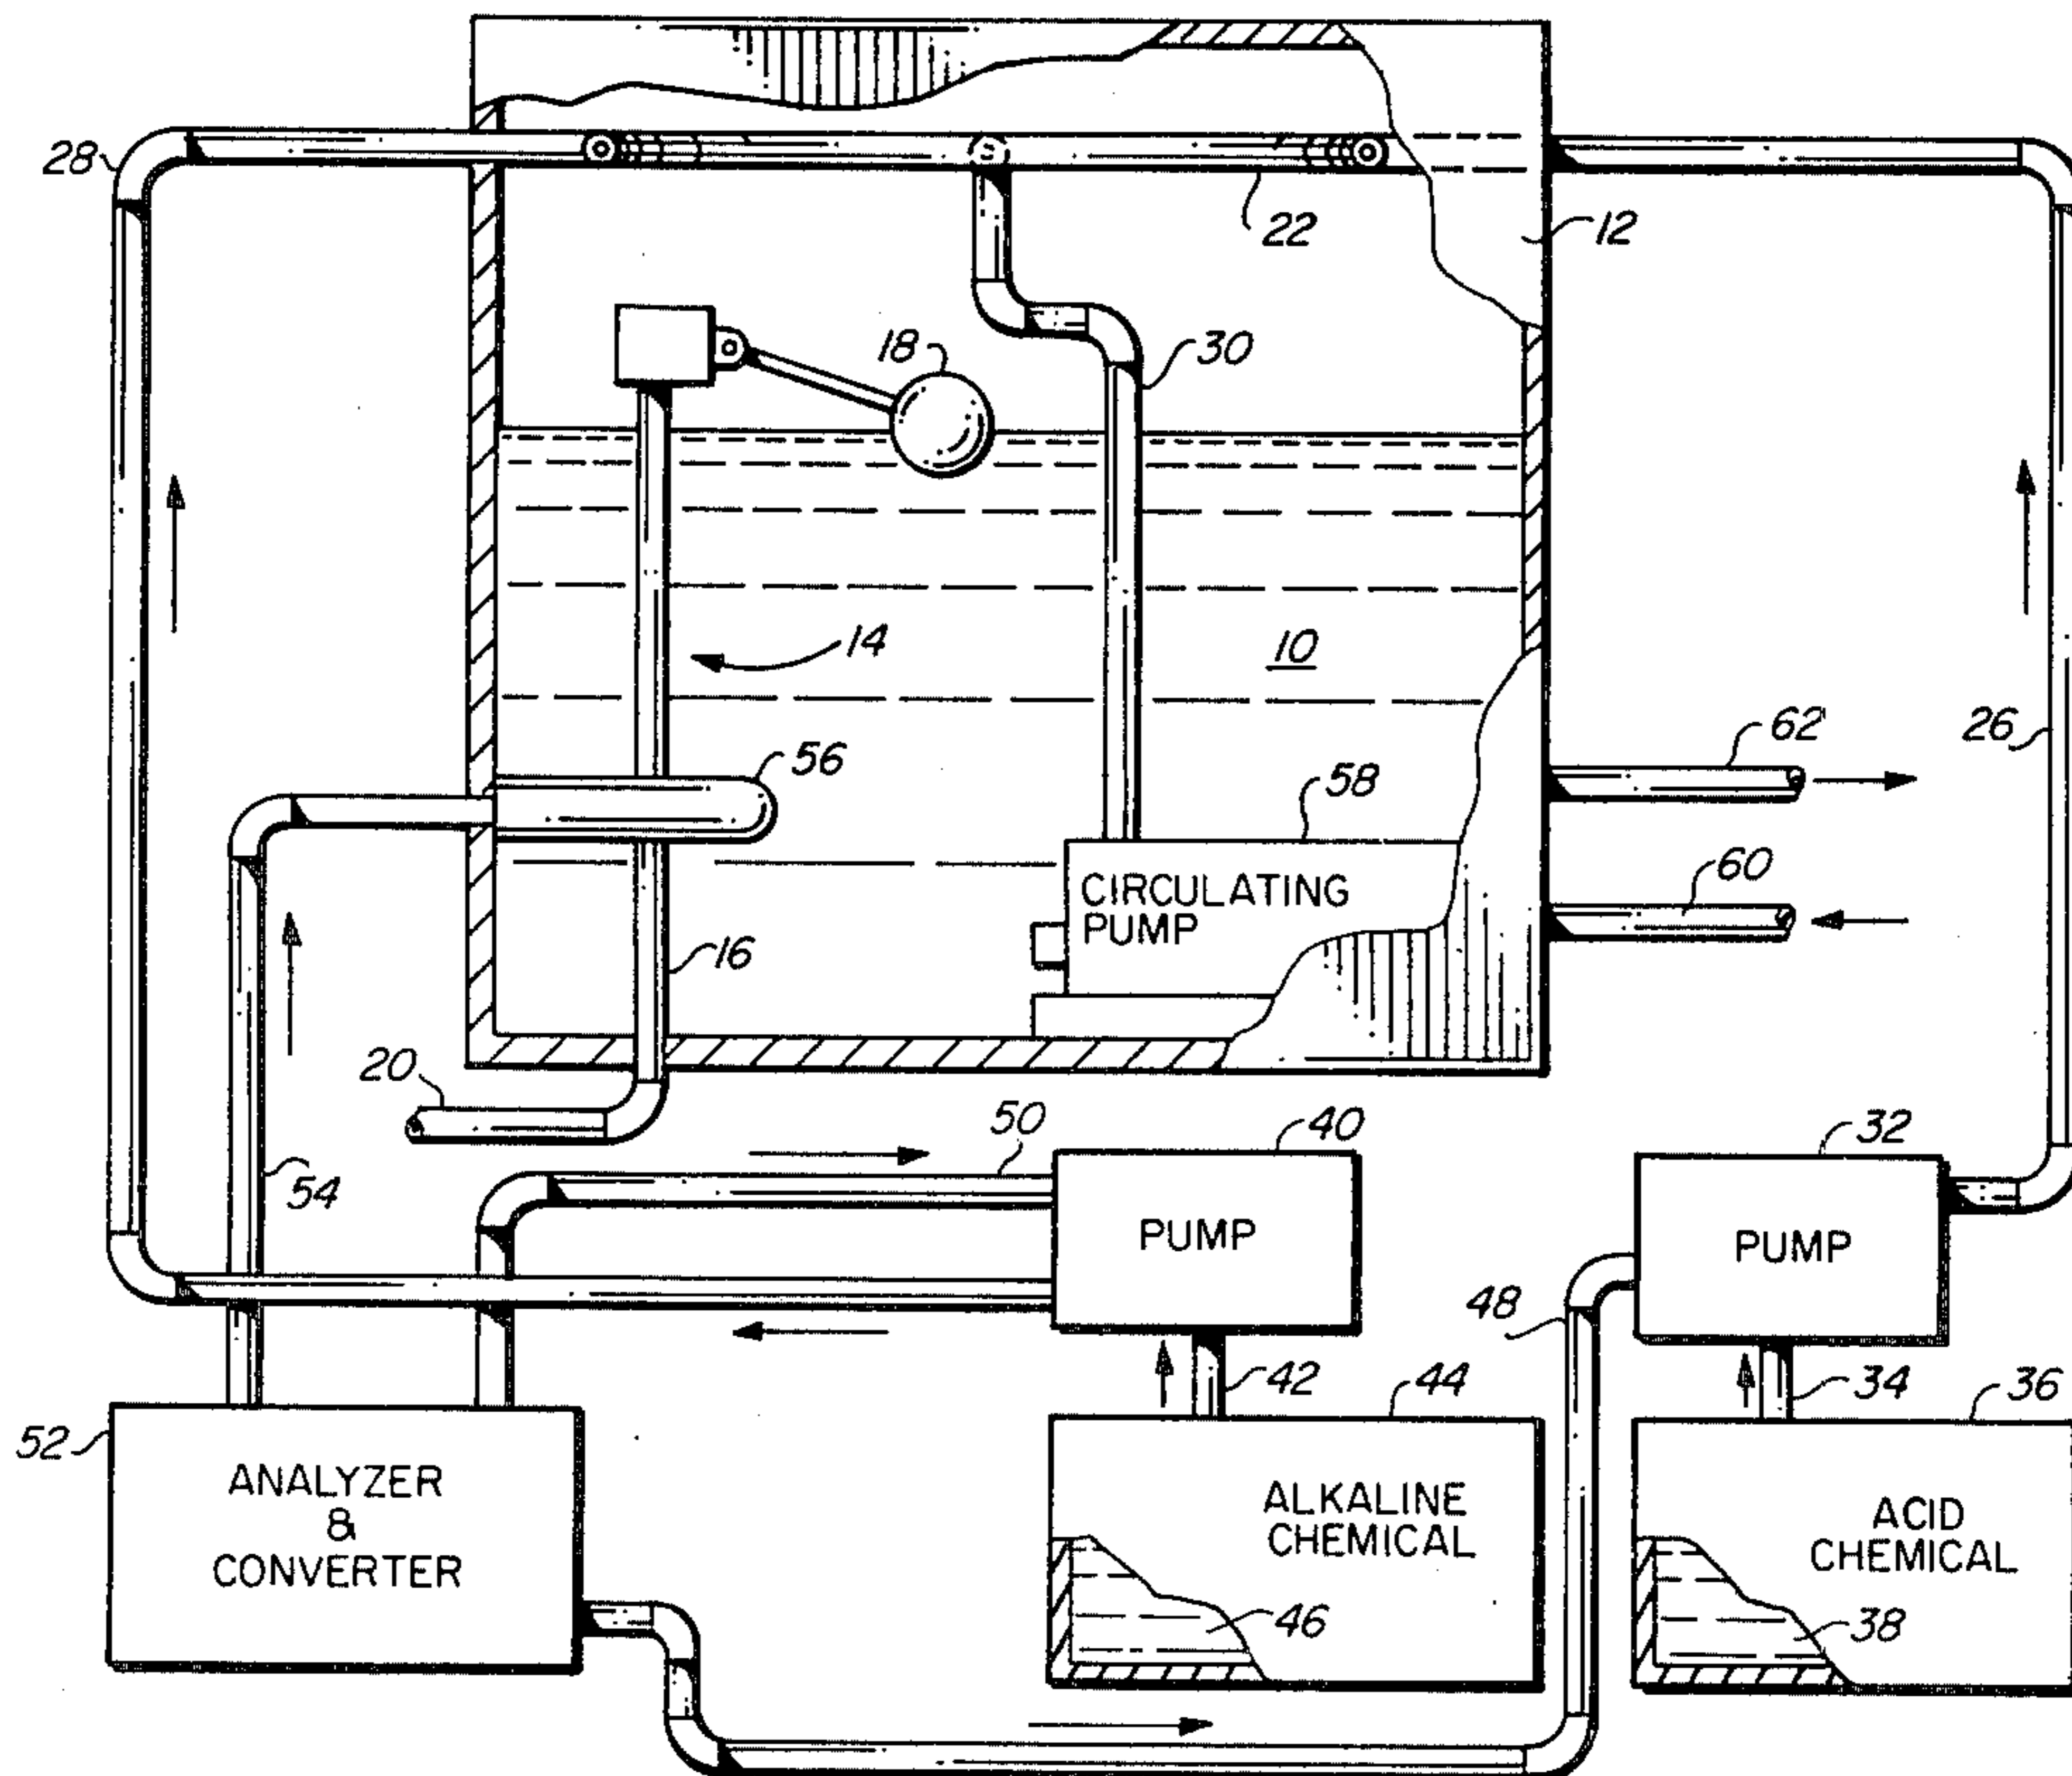 28
22
12
18
30
14
10
62
26
56
58
60
CIRCULATING
PUMP
16
20
50
40
32
54
PUMP
PUMP
48
42
44
34
36
52
ANALYZER
&
CONVERTER
ALKALINE
CHEMICAL
ACID
CHEMICAL
46
38